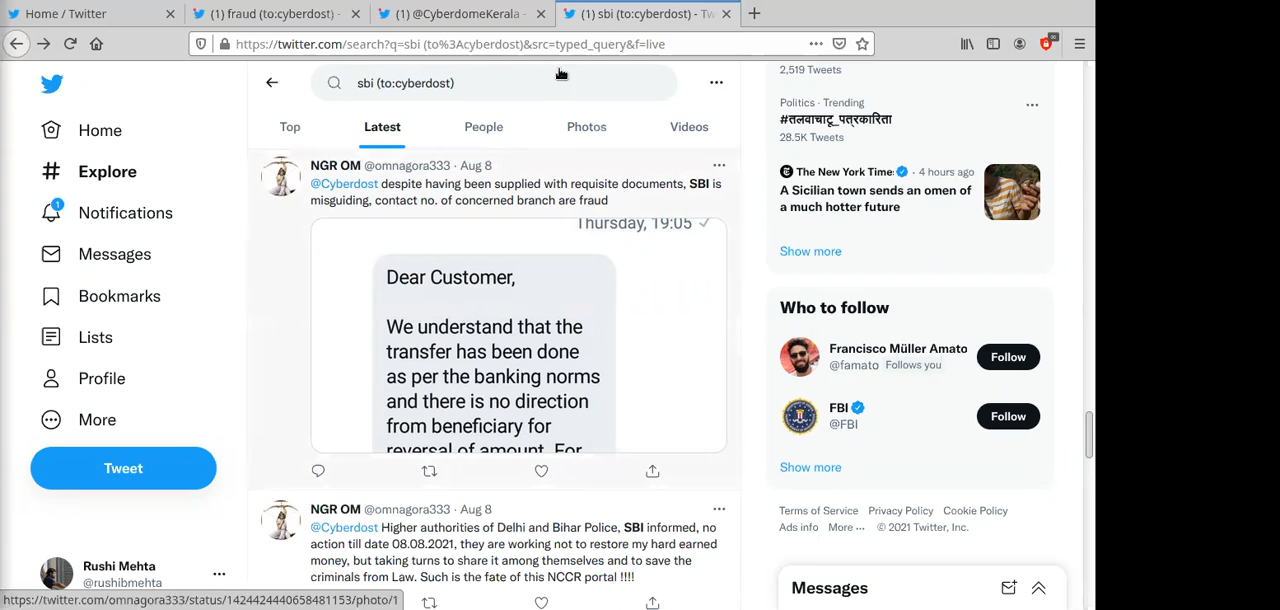 Home / Twitter
(1) fraud (to:cyberdost) -
(1) @CyberdomeKerala -
(1) sbi (to:cyberdost) - Tw
https://twitter.com/search?q=sbi (to%3Acyberdost)&src=typed_query&f=live
sbi (to:cyberdost)
Top
Latest
People
Photos
Videos
Home
Explore
1
Notifications
Messages
Bookmarks
Lists
Profile
More
Tweet
Rushi Mehta
@rushibmehta
NGR OM @omnagora333 · Aug 8
@Cyberdost despite having been supplied with requisite documents, SBI is
misguiding, contact no. of concerned branch are fraud
Thursday, 19:05
Dear Customer,
We understand that the
transfer has been done
as per the banking norms
and there is no direction
from beneficiary for
reversal of amount. For
NGR OM @omnagora333 · Aug 8
@Cyberdost Higher authorities of Delhi and Bihar Police, SBI informed, no
action till date 08.08.2021, they are working not to restore my hard earned
money, but taking turns to share it among themselves and to save the
criminals from Law. Such is the fate of this NCCR portal !!!!
2,519 Tweets
Politics · Trending
#तलवाचाटू_पत्रकारिता
28.5K Tweets
The New York Times · 4 hours ago
A Sicilian town sends an omen of
a much hotter future
Show more
Who to follow
Francisco Müller Amato
@famato Follows you
Follow
FBI
@FBI
Follow
Show more
Terms of Service Privacy Policy Cookie Policy
Ads info More ··· © 2021 Twitter, Inc.
Messages
https://twitter.com/omnagora333/status/1424424440658481153/photo/1